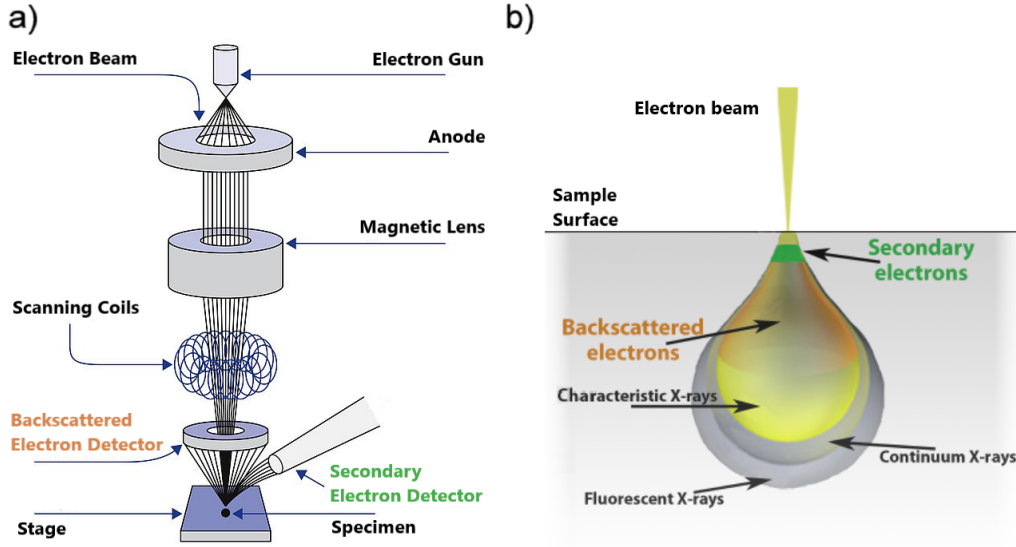 a)
Electron Beam
Electron Gun
Anode
Magnetic Lens
Scanning Coils
Backscattered
Electron Detector
Secondary
Electron Detector
Stage
Specimen
b)
Electron beam
Sample
Surface
Secondary
electrons
Backscattered
electrons
Characteristic X-rays
Continuum X-rays
Fluorescent X-rays